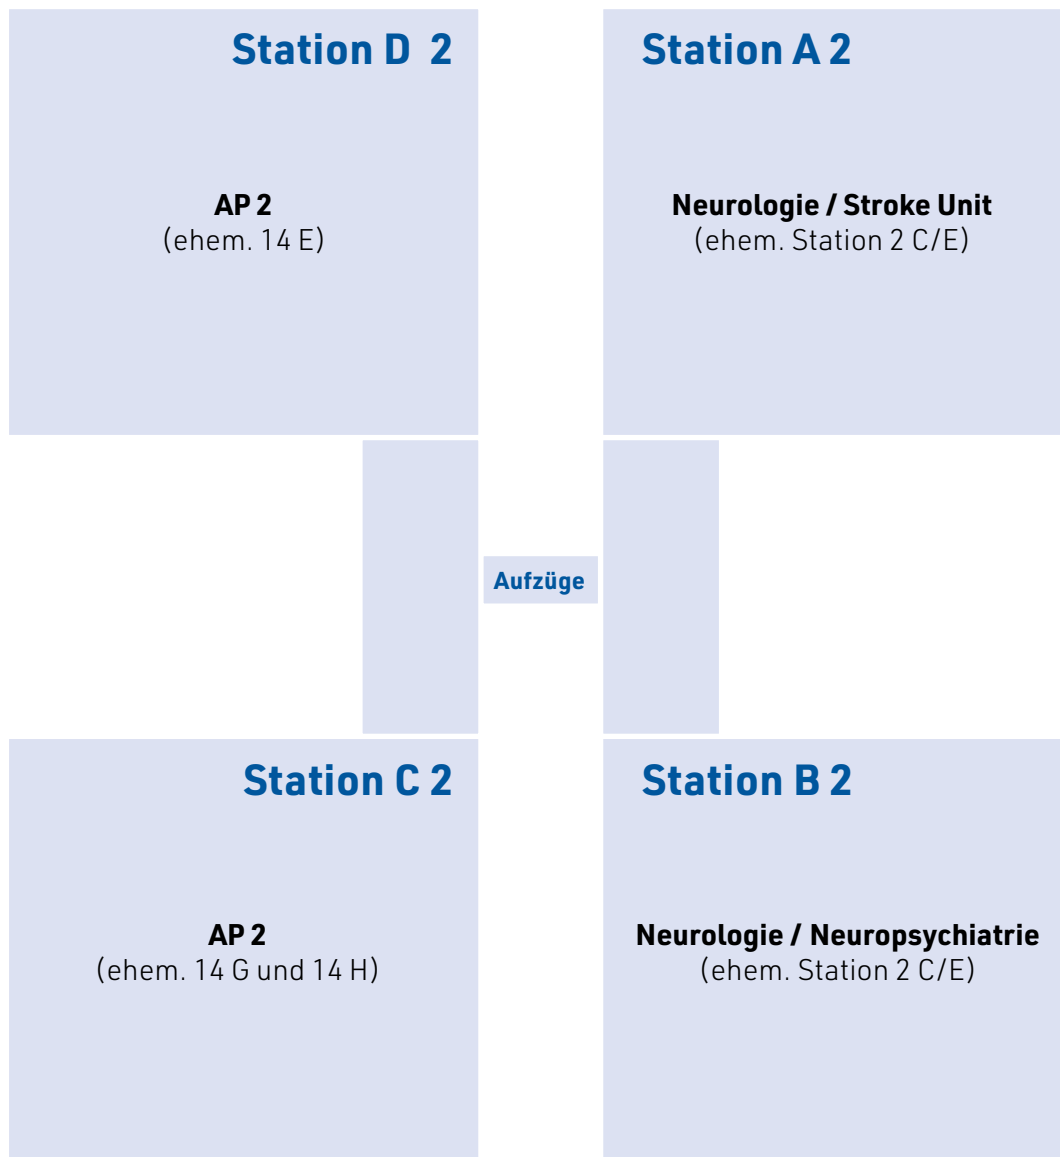 Station D 2
AP 2
(ehem. 14 E)
Station A 2
Neurologie / Stroke Unit
(ehem. Station 2 C/E)
Aufzüge
Station C 2
AP 2
(ehem. 14 G und 14 H)
Station B 2
Neurologie / Neuropsychiatrie
(ehem. Station 2 C/E)